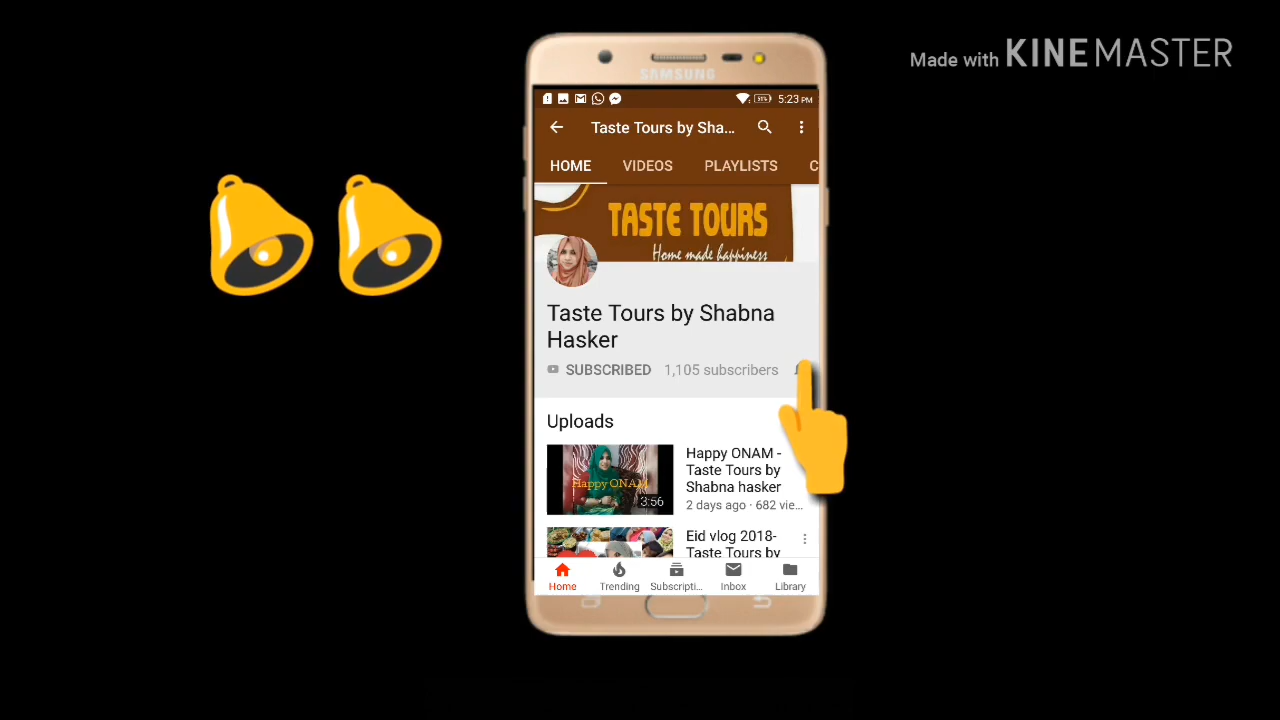 Made with KINEMASTER
SAMSUNG
51% 5:23 PM
Taste Tours by Sha...
HOME VIDEOS PLAYLISTS C
TASTE TOURS
Home made happiness
Taste Tours by Shabna
Hasker
SUBSCRIBED 1,105 subscribers
Uploads
Happy ONAM
3:56
Happy ONAM -
Taste Tours by
Shabna hasker
2 days ago · 682 vie...
Eid vlog 2018-
Taste Tours by
Home Trending Subscripti... Inbox Library